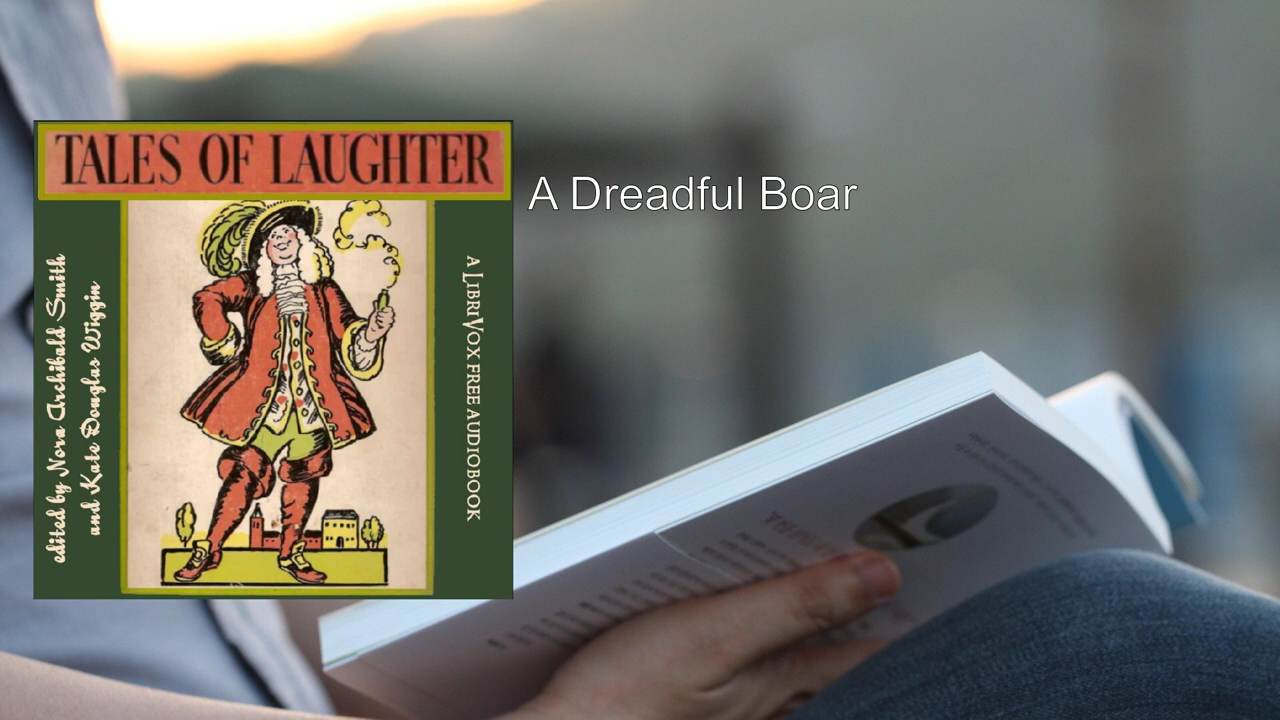 TALES OF LAUGHTER
A Dreadful Boar
edited by Nora Archibald Smith
and Kate Douglas Wiggin
A LIBRIVOX FREE AUDIOBOOK